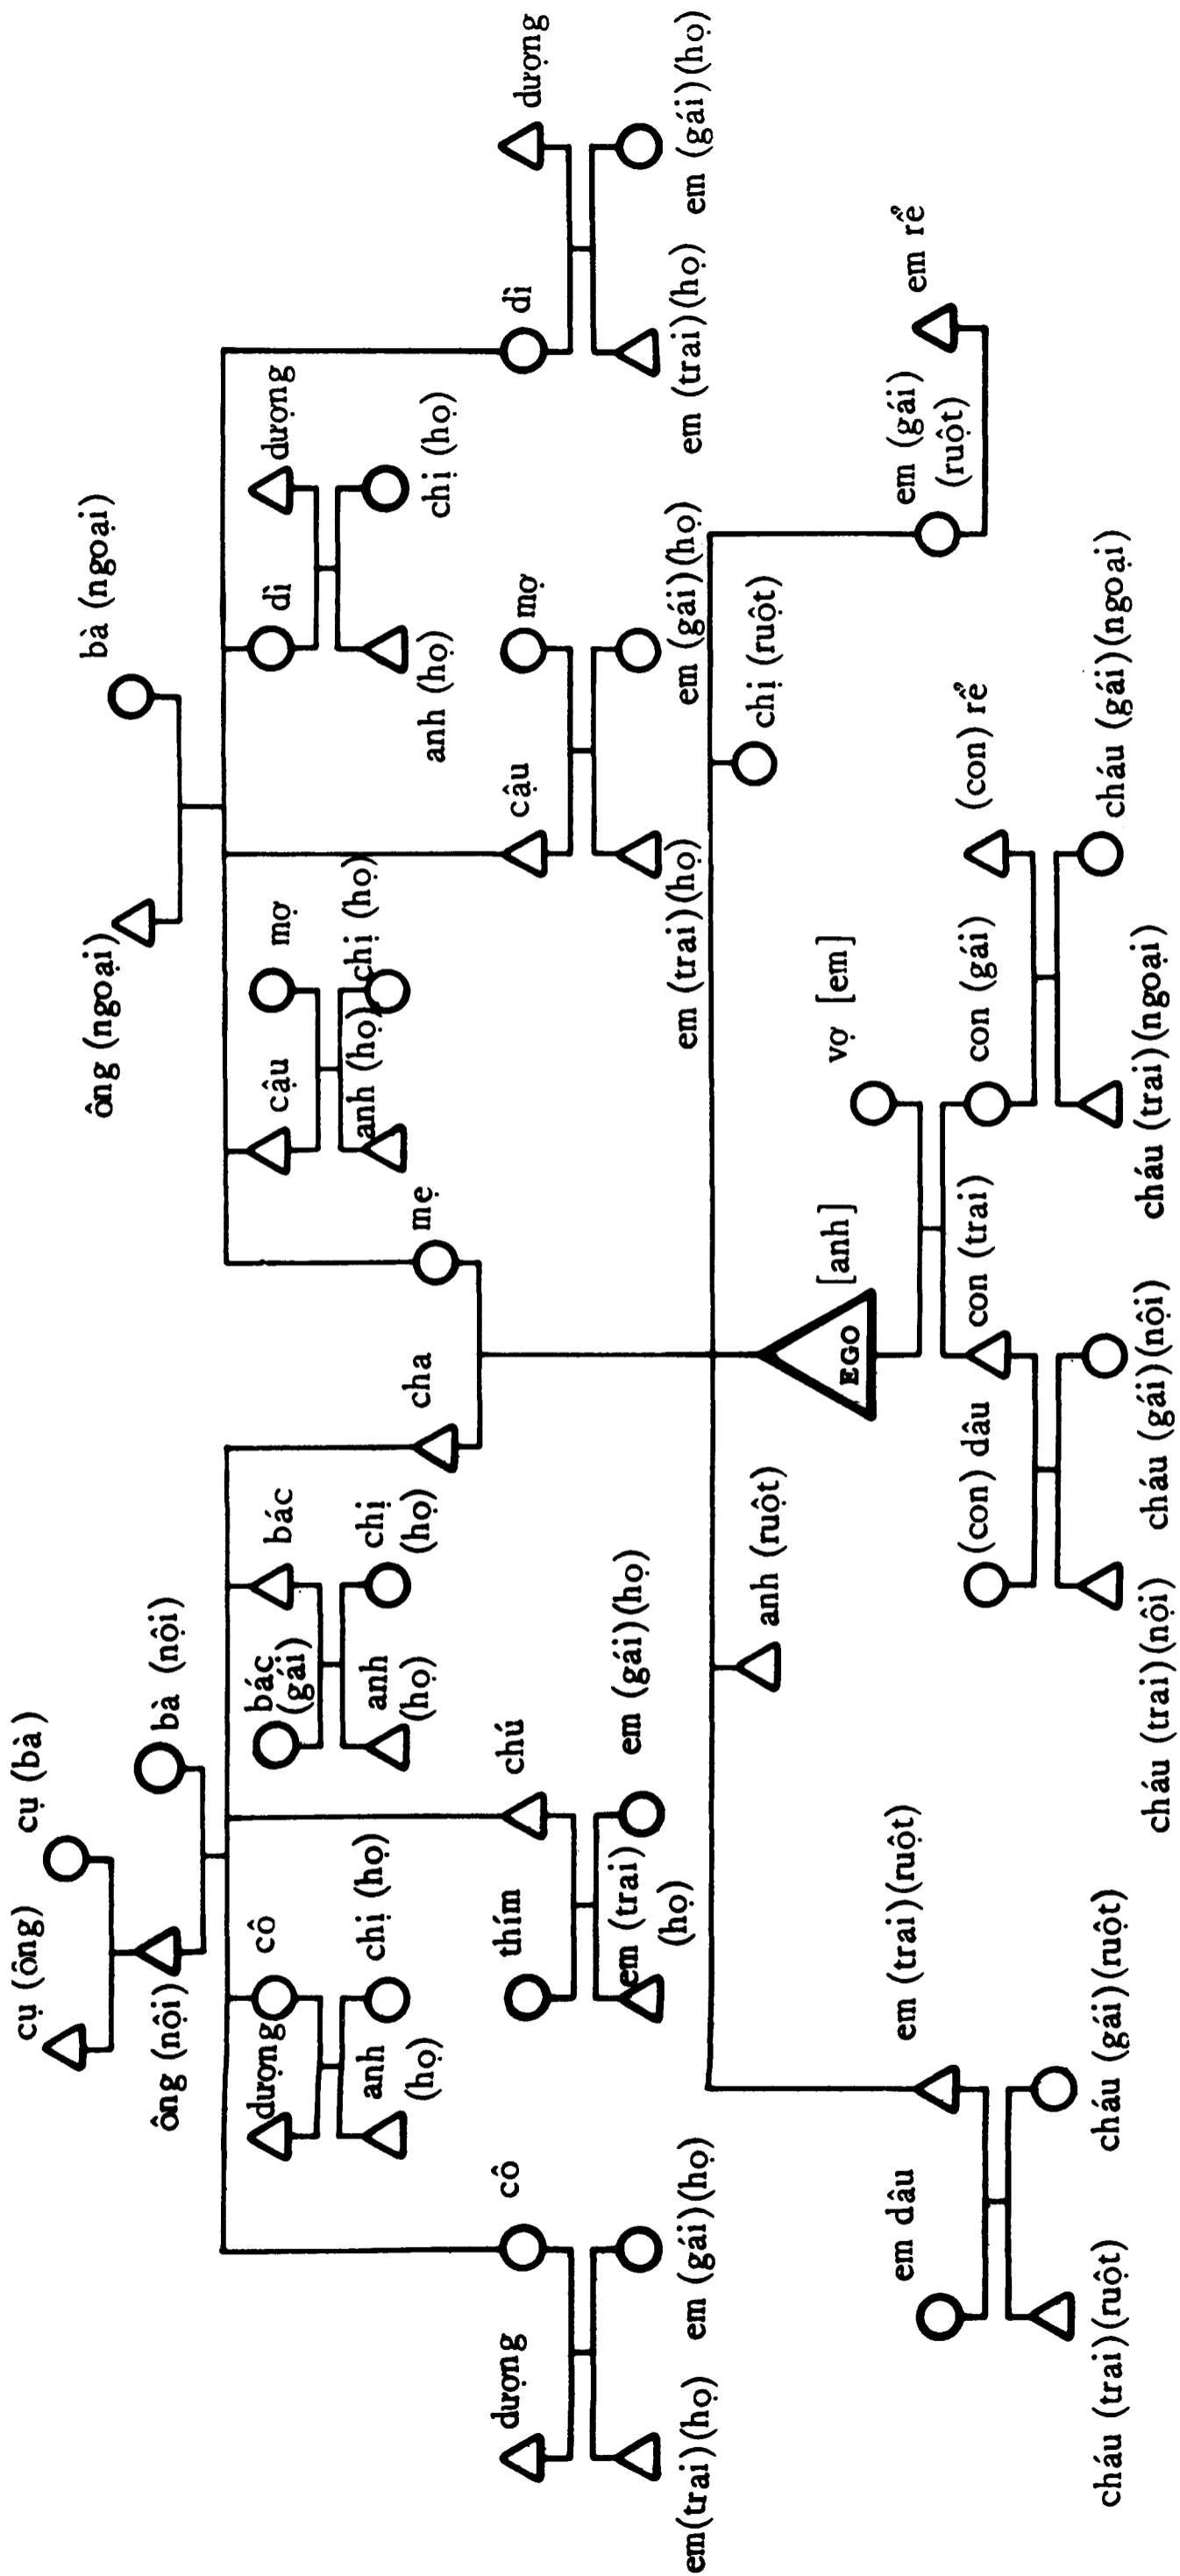 cụ (ông)
cụ (bà)
ông (nội)
bà (nội)
ông (ngoại)
bà (ngoại)
dượng
cô
bác
(gái)
bác
cậu
mợ
dì
dượng
anh
(họ)
chị (họ)
anh
(họ)
chị
(họ)
cha
mẹ
anh (họ)
chị (họ)
anh (họ)
chị (họ)
dượng
cô
thím
chú
cậu
mợ
dì
dượng
em(trai)(họ)
em (gái)(họ)
em (trai)
(họ)
em (gái)(họ)
em (trai)(họ)
em (gái)(họ)
em (trai)(họ)
em (gái)(họ)
anh (ruột)
chị (ruột)
EGO
[anh]
vợ [em]
em dâu
em (trai)(ruột)
em (gái)
(ruột)
em rể
(con) dâu
con (trai)
con (gái)
(con) rể
cháu (trai)(ruột)
cháu (gái)(ruột)
cháu (trai)(nội)
cháu (gái)(nội)
cháu (trai)(ngoại)
cháu (gái)(ngoại)